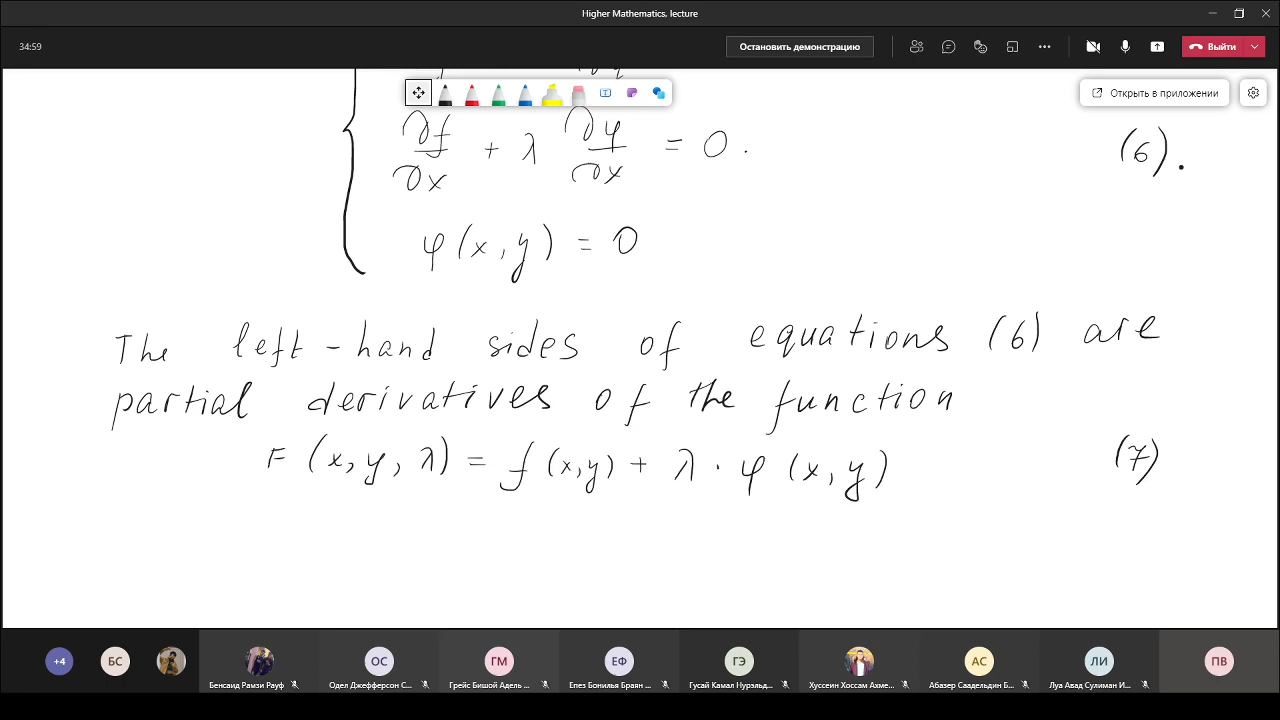 Higher Mathematics, lecture
34:59
Остановить демонстрацию
Выйти
Открыть в приложении
∂f/∂x + λ ∂φ/∂x = 0.
(6).
φ(x,y) = 0
The left-hand sides of equations (6) are
partial derivatives of the function
F(x,y,λ) = f(x,y) + λ·φ(x,y)
(7)
+4
БС
ОС
ГМ
ЕФ
ГЭ
АС
ЛИ
ПВ
Бенсаид Рамзи Рауф
Одел Джефферсон С...
Грейс Бишой Адель ...
Епез Бонилья Браян ...
Гусай Камал Нурэльд...
Хуссеин Хоссам Ахме...
Абазер Саадельдин Б...
Луа Авад Сулиман И...